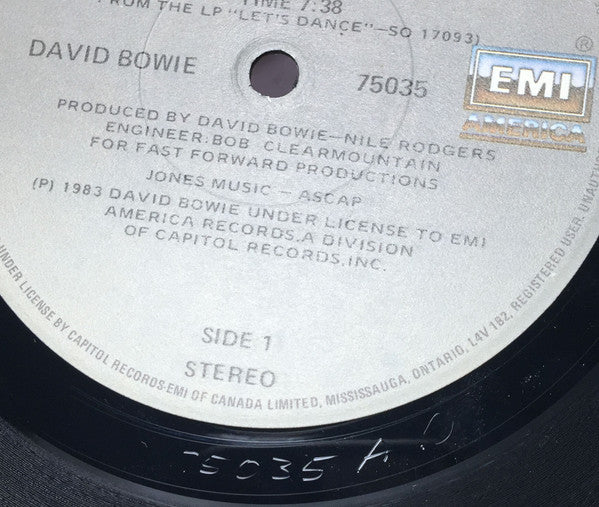 TIME 7:38
FROM THE LP "LET'S DANCE"—SO 17093)
DAVID BOWIE
75035
EMI
AMERICA
®
PRODUCED BY DAVID BOWIE—NILE RODGERS
ENGINEER:BOB CLEARMOUNTAIN
FOR FAST FORWARD PRODUCTIONS
JONES MUSIC — ASCAP
(P) 1983 DAVID BOWIE UNDER LICENSE TO EMI
AMERICA RECORDS,A DIVISION
OF CAPITOL RECORDS,INC.
SIDE 1
STEREO
UNDER LICENSE BY CAPITOL RECORDS-EMI OF CANADA LIMITED, MISSISSAUGA, ONTARIO, L4V 1B2, REGISTERED USER.
75035 A